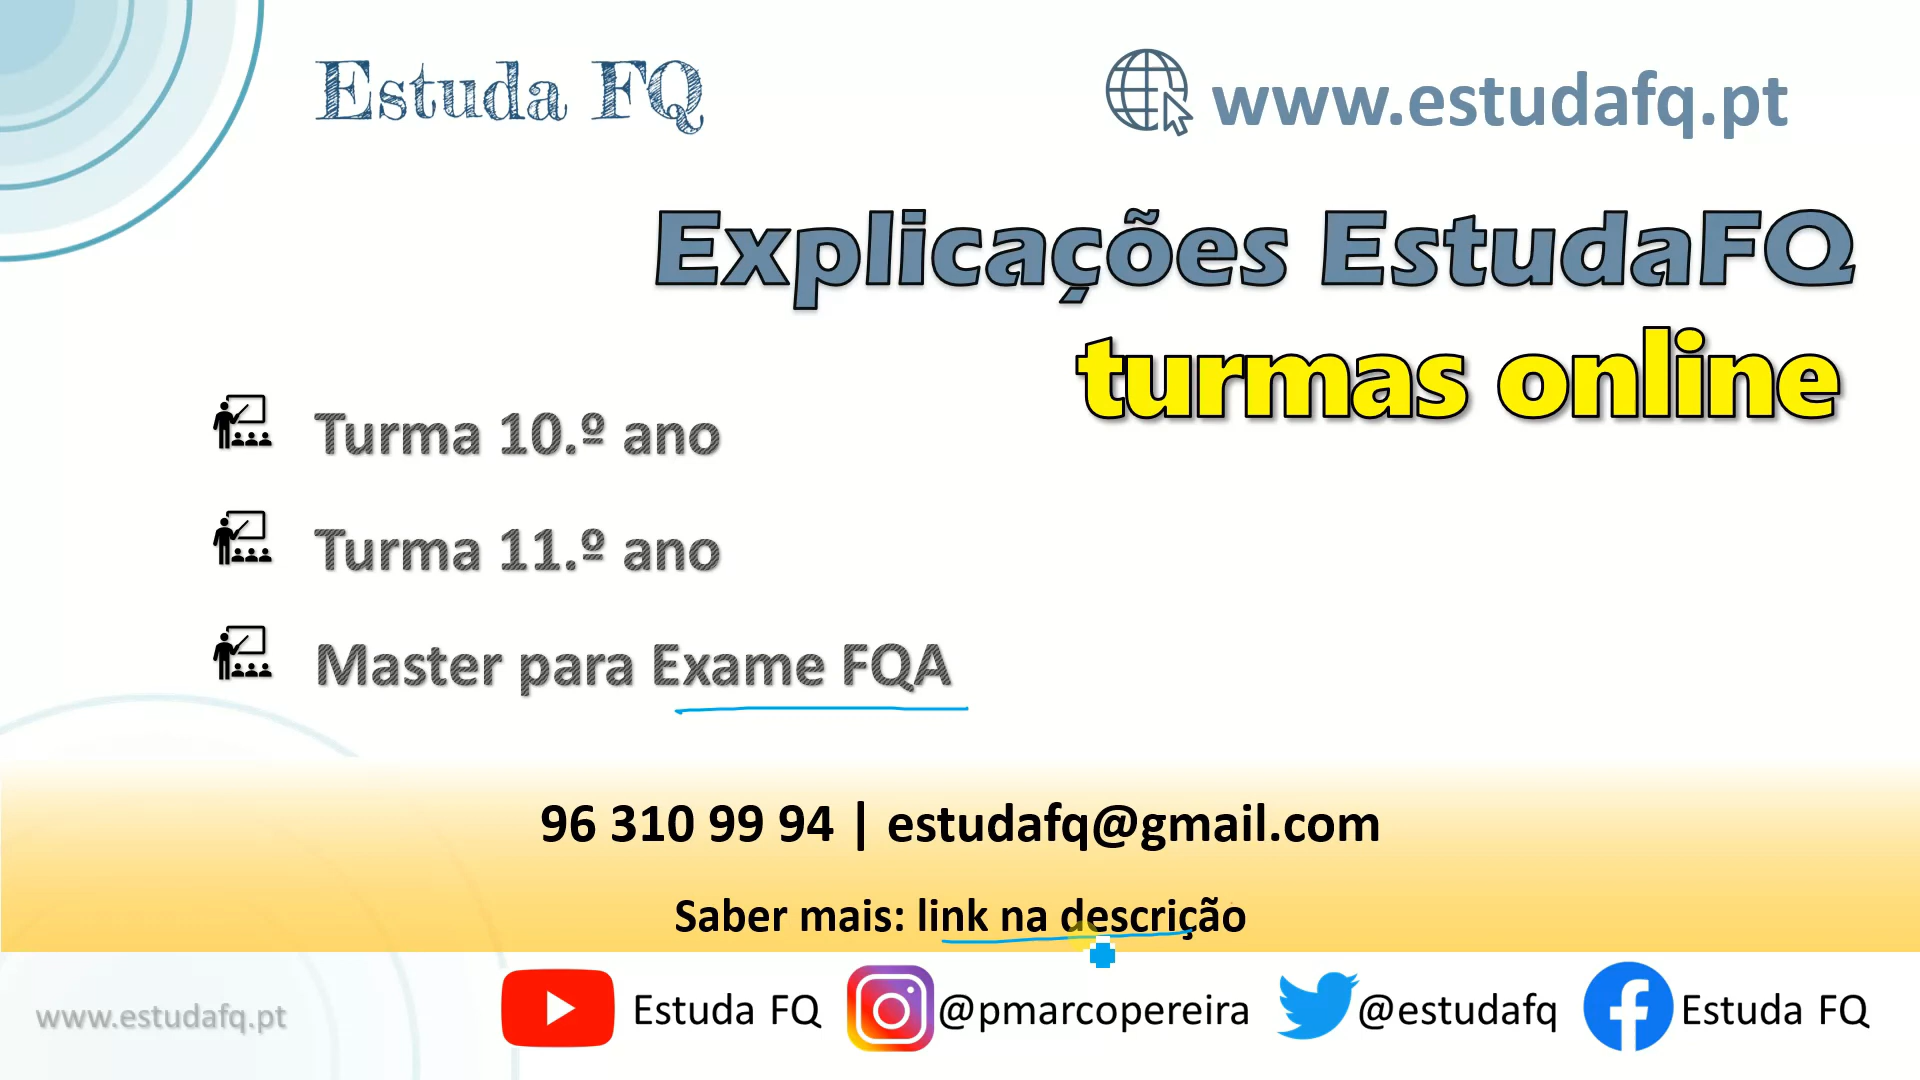 Estuda FQ
www.estudafq.pt
Explicações EstudaFQ
turmas online
Turma 10.º ano
Turma 11.º ano
Master para Exame FQA
96 310 99 94 | estudafq@gmail.com
Saber mais: link na descrição
www.estudafq.pt
Estuda FQ
@pmarcopereira
@estudafq
Estuda FQ